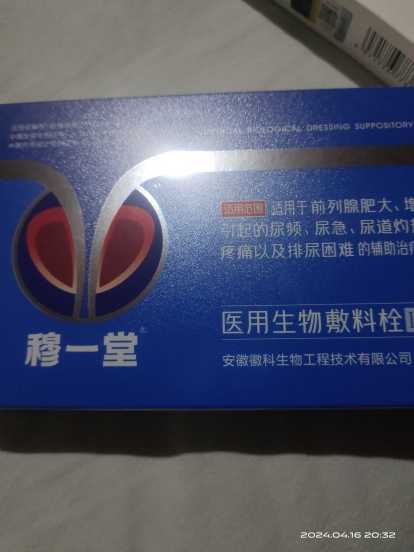 BIOLOGICAL DRESSING SUPPOSITORY
适用范围 适用于前列腺肥大、增
引起的尿频、尿急、尿道灼热
疼痛以及排尿困难的辅助治疗
医用生物敷料栓
穆一堂
安徽徽科生物工程技术有限公司
2024.04.16 20:32